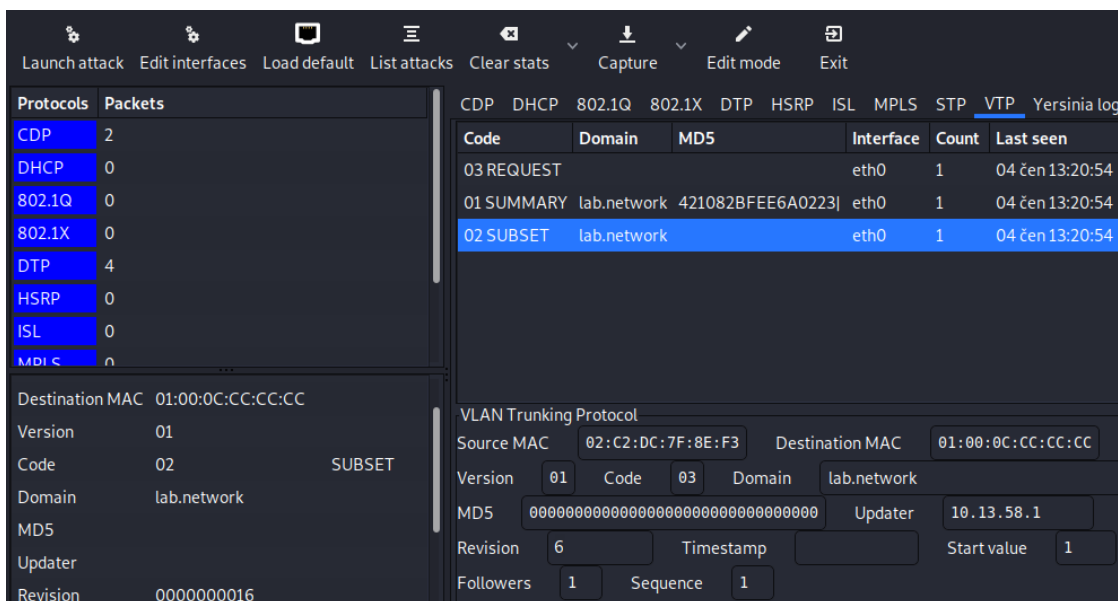 Launch attack Edit interfaces Load default List attacks Clear stats Capture Edit mode Exit
Protocols Packets
CDP 2
DHCP 0
802.1Q 0
802.1X 0
DTP 4
HSRP 0
ISL 0
MPLS 0
CDP DHCP 802.1Q 802.1X DTP HSRP ISL MPLS STP VTP Yersinia log
Code Domain MD5 Interface Count Last seen
03 REQUEST eth0 1 04 čen 13:20:54
01 SUMMARY lab.network 421082BFEE6A0223| eth0 1 04 čen 13:20:54
02 SUBSET lab.network eth0 1 04 čen 13:20:54
Destination MAC 01:00:0C:CC:CC:CC
Version 01
Code 02 SUBSET
Domain lab.network
MD5
Updater
Revision 0000000016
VLAN Trunking Protocol
Source MAC 02:C2:DC:7F:8E:F3 Destination MAC 01:00:0C:CC:CC:CC
Version 01 Code 03 Domain lab.network
MD5 00000000000000000000000000000000 Updater 10.13.58.1
Revision 6 Timestamp Start value 1
Followers 1 Sequence 1